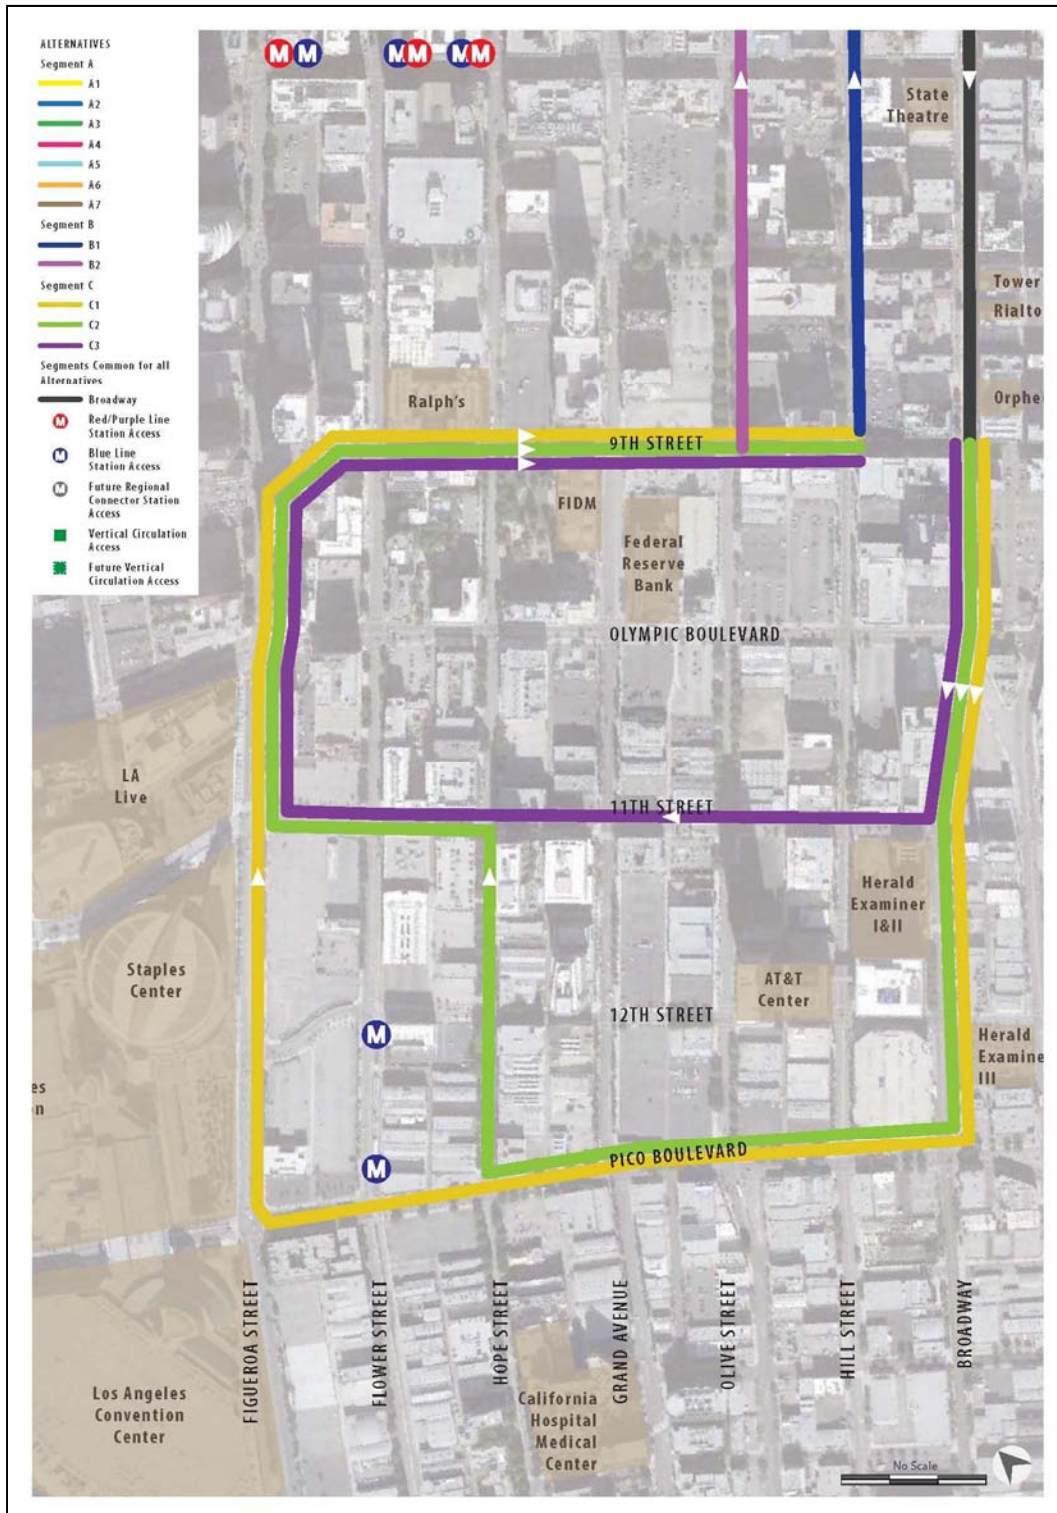 ALTERNATIVES
Segment A
A1
A2
A3
A4
A5
A6
A7
Segment B
B1
B2
Segment C
C1
C2
C3
Segments Common for all
Alternatives
Broadway
M
Red/Purple Line
Station Access
M
Blue Line
Station Access
M
Future Regional
Connector Station
Access
Vertical Circulation
Access
Future Vertical
Circulation Access
M M
M M
M M
State
Theatre
Tower
Rialto
Orphe
Ralph's
9TH STREET
FIDM
Federal
Reserve
Bank
OLYMPIC BOULEVARD
LA
Live
11TH STREET
Herald
Examiner
I&II
Staples
Center
AT&T
Center
12TH STREET
M
Herald
Examine
III
es
n
PICO BOULEVARD
M
FIGUEROA STREET
FLOWER STREET
HOPE STREET
GRAND AVENUE
OLIVE STREET
HILL STREET
BROADWAY
Los Angeles
Convention
Center
California
Hospital
Medical
Center
No Scale